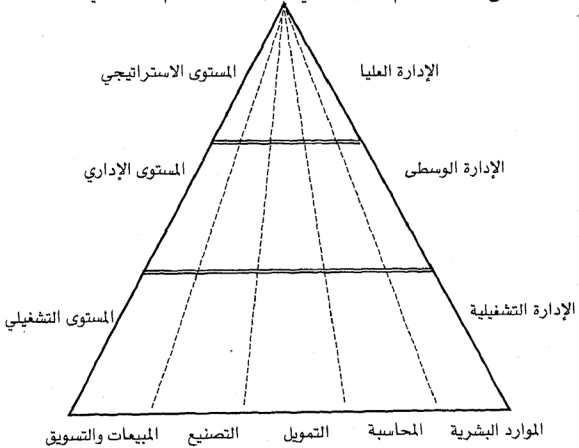 الإدارة العليا
المستوى الاستراتيجي
الإدارة الوسطى
المستوى الإداري
الإدارة التشغيلية
المستوى التشغيلي
الموارد البشرية المحاسبة التمويل التصنيع المبيعات والتسويق